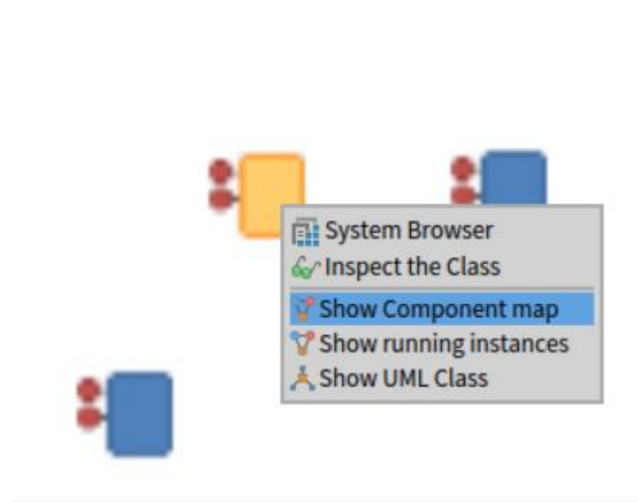 System Browser
Inspect the Class
Show Component map
Show running instances
Show UML Class